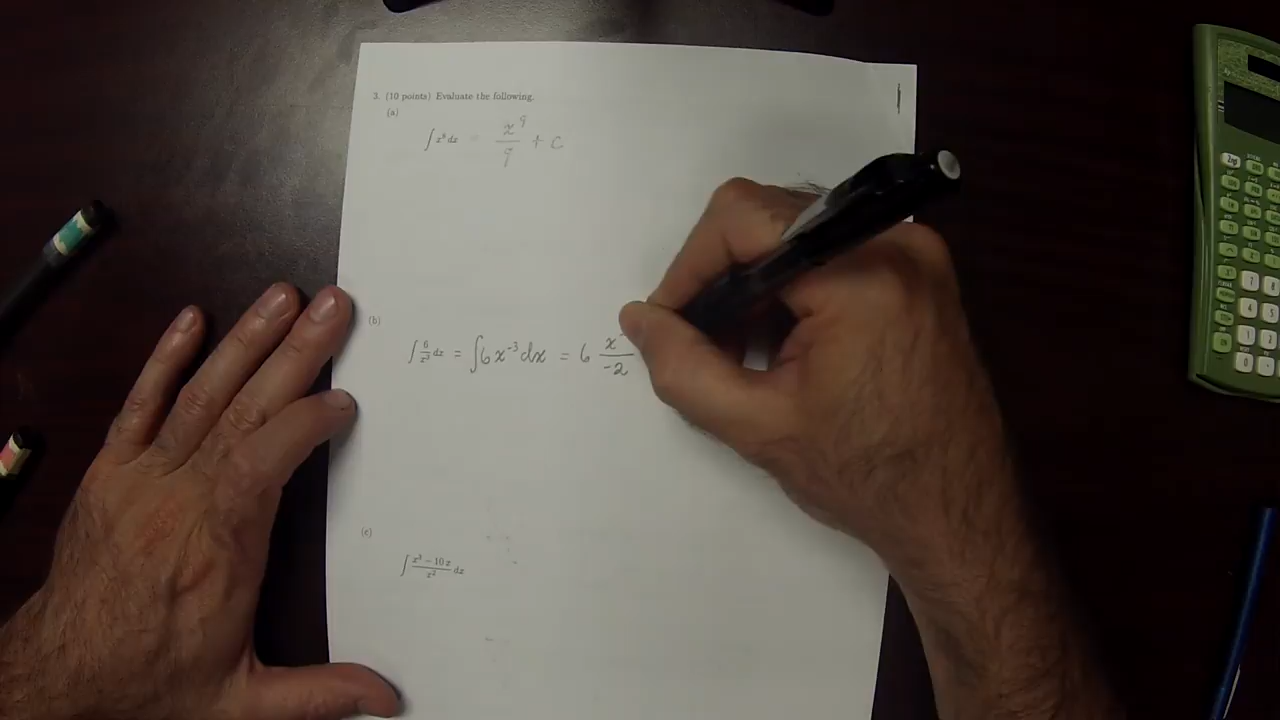 3. (10 points) Evaluate the following.
(a)
∫ x⁸ dx = x⁹/9 + C
(b)
∫ 6/x³ dx = ∫ 6 x⁻³ dx = 6 x⁻/-2
(c)
∫ (x³ − 10x)/x² dx